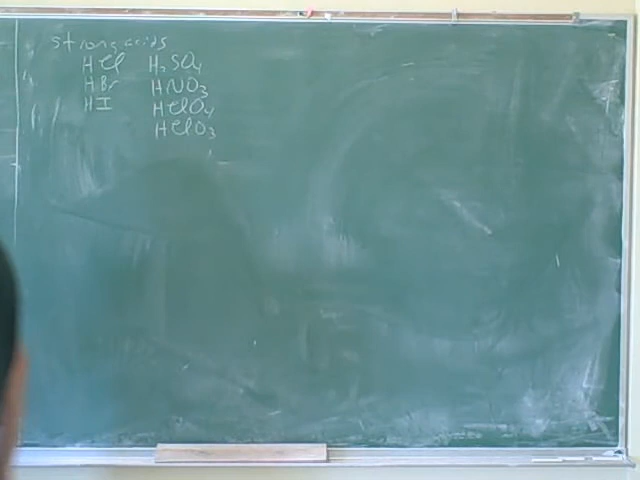 strong acids
HCl H₂SO₄
HBr HNO₃
HI HClO₄
HClO₃